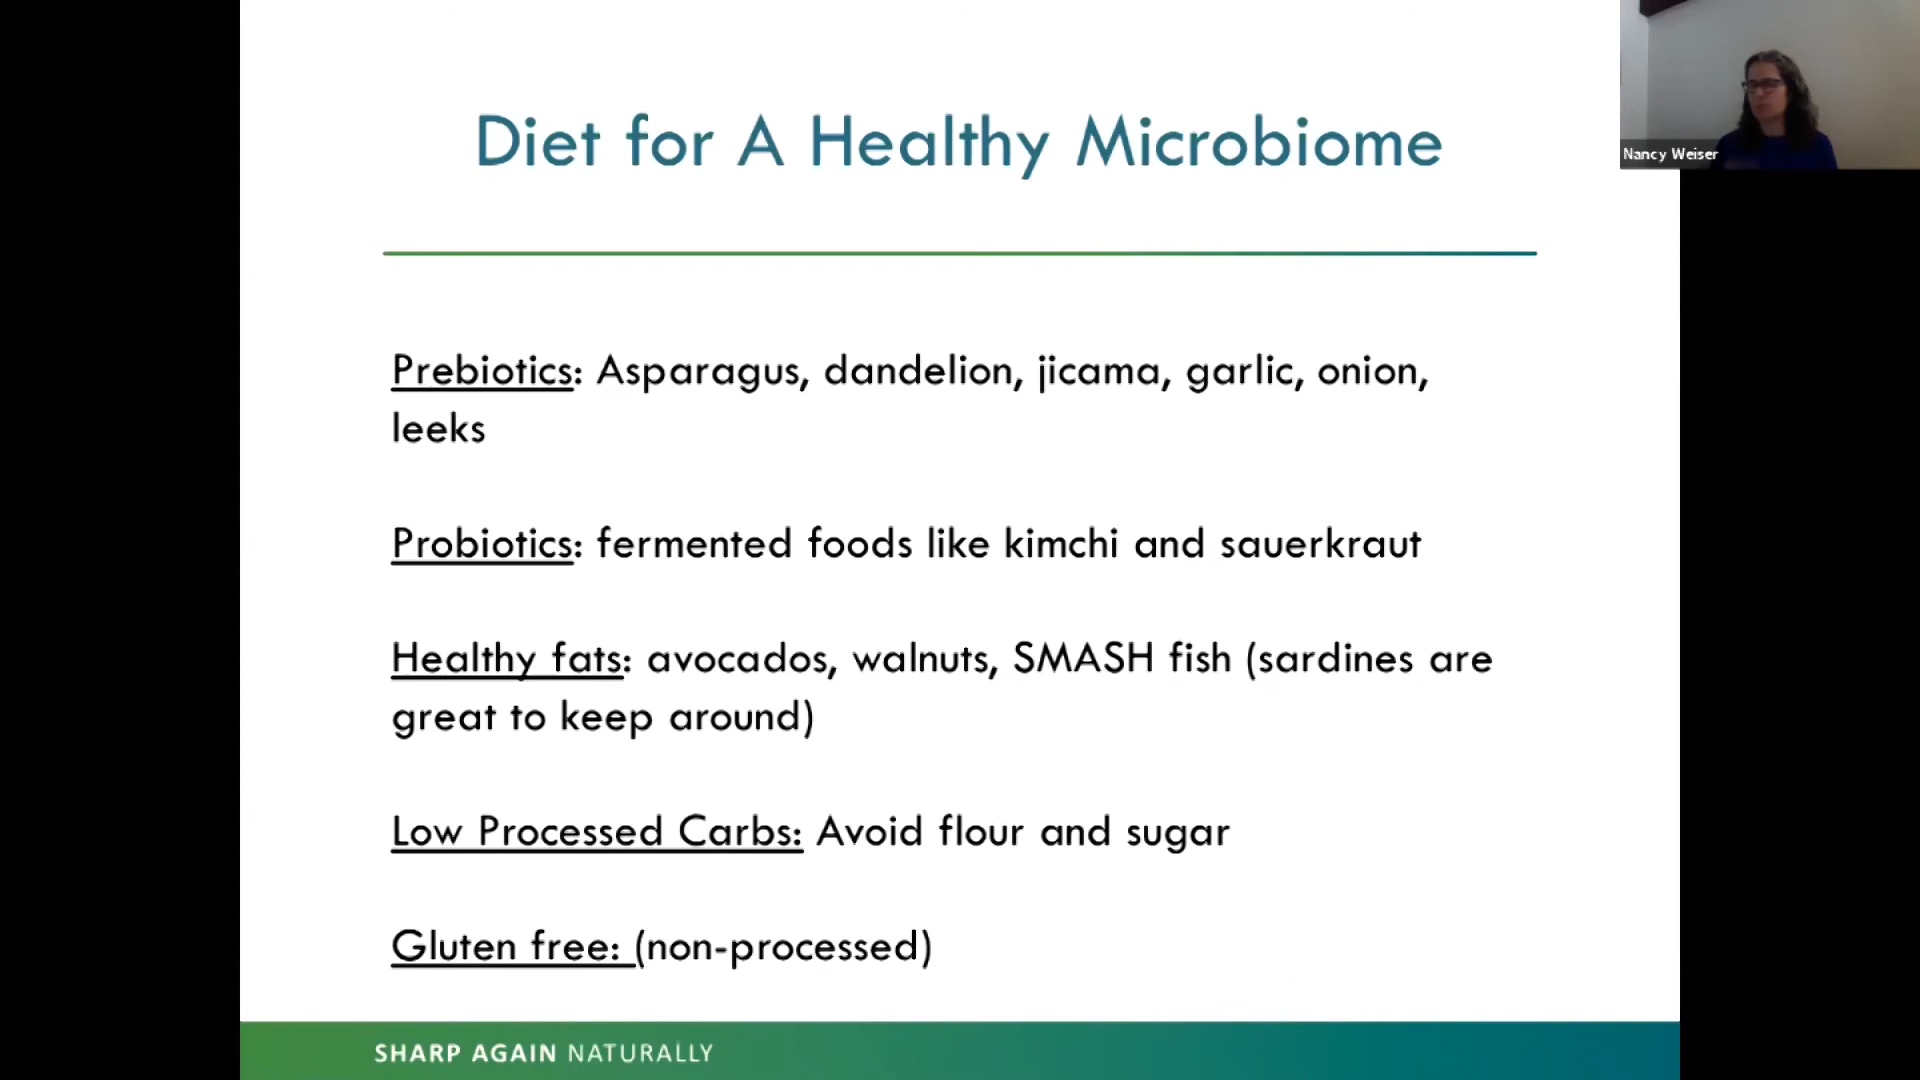 Diet for A Healthy Microbiome
Nancy Weiser
Prebiotics: Asparagus, dandelion, jicama, garlic, onion,
leeks
Probiotics: fermented foods like kimchi and sauerkraut
Healthy fats: avocados, walnuts, SMASH fish (sardines are
great to keep around)
Low Processed Carbs: Avoid flour and sugar
Gluten free: (non-processed)
SHARP AGAIN NATURALLY